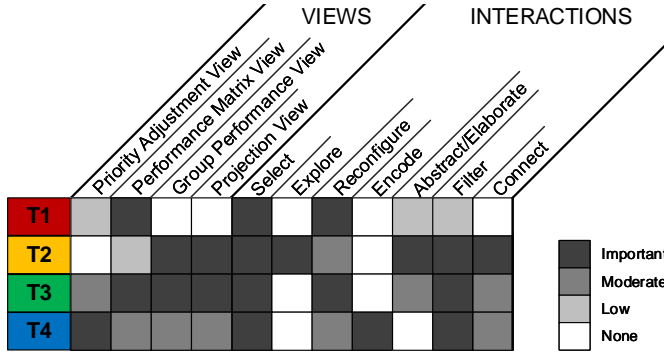 VIEWS
INTERACTIONS
Priority Adjustment View
Performance Matrix View
Group Performance View
Projection View
Select
Explore
Reconfigure
Encode
Abstract/Elaborate
Filter
Connect
T1
T2
T3
T4
Important
Moderate
Low
None